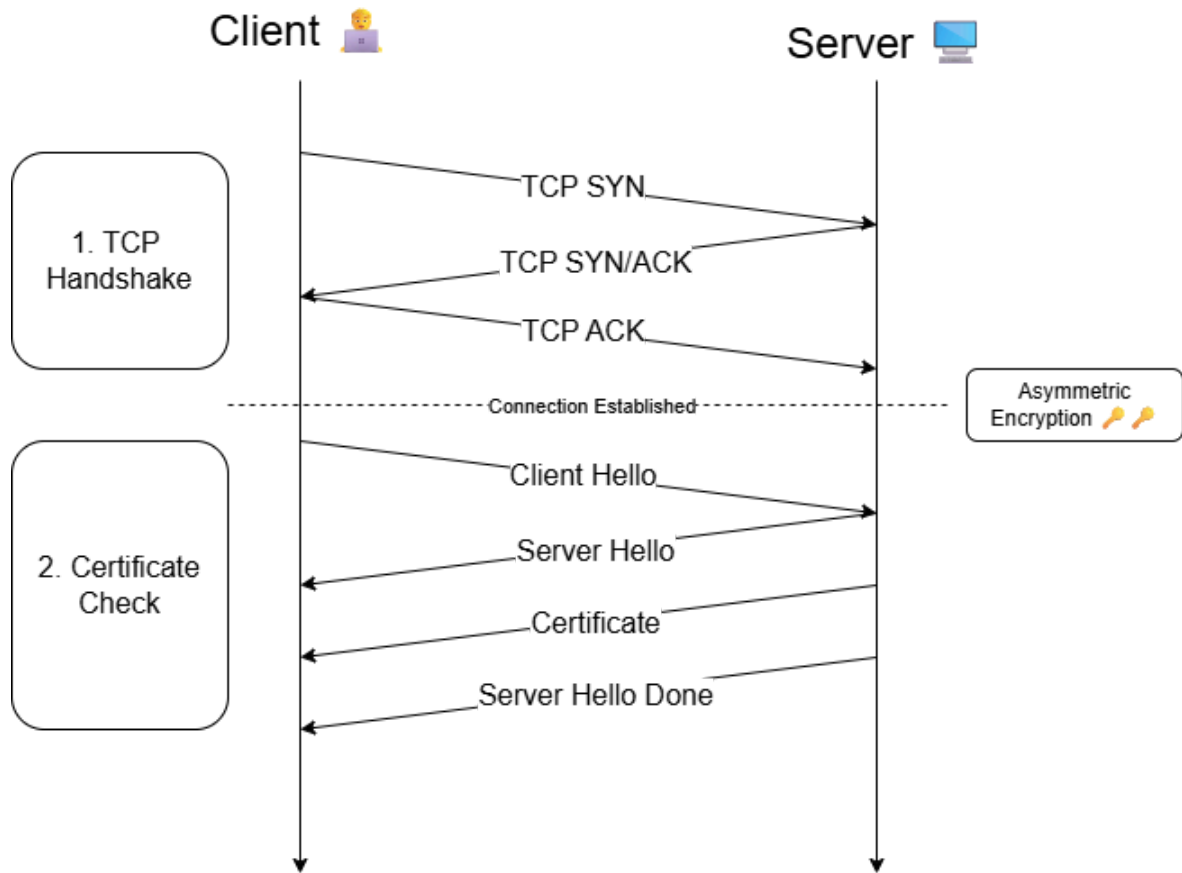 Client
Server
TCP SYN
1. TCP
Handshake
TCP SYN/ACK
TCP ACK
Connection Established
Asymmetric
Encryption
Client Hello
Server Hello
2. Certificate
Check
Certificate
Server Hello Done